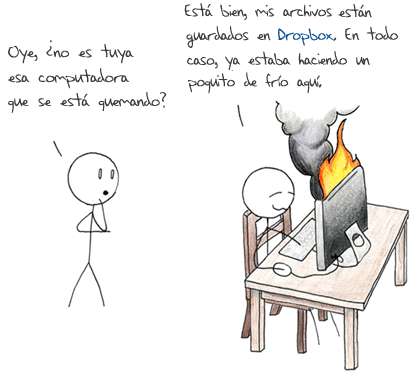 Oye, ¿no es tuya
esa computadora
que se está quemando?
Está bien, mis archivos están
guardados en Dropbox. En todo
caso, ya estaba haciendo un
poquito de frío aquí.